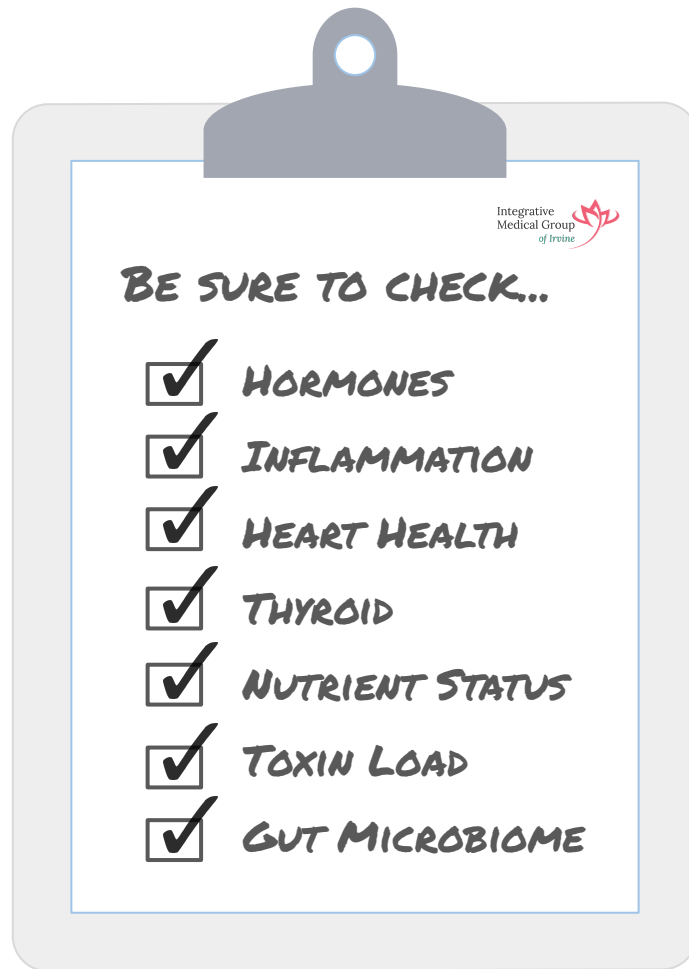 Integrative
Medical Group
of Irvine
Be sure to check...
Hormones
Inflammation
Heart Health
Thyroid
Nutrient Status
Toxin Load
Gut Microbiome